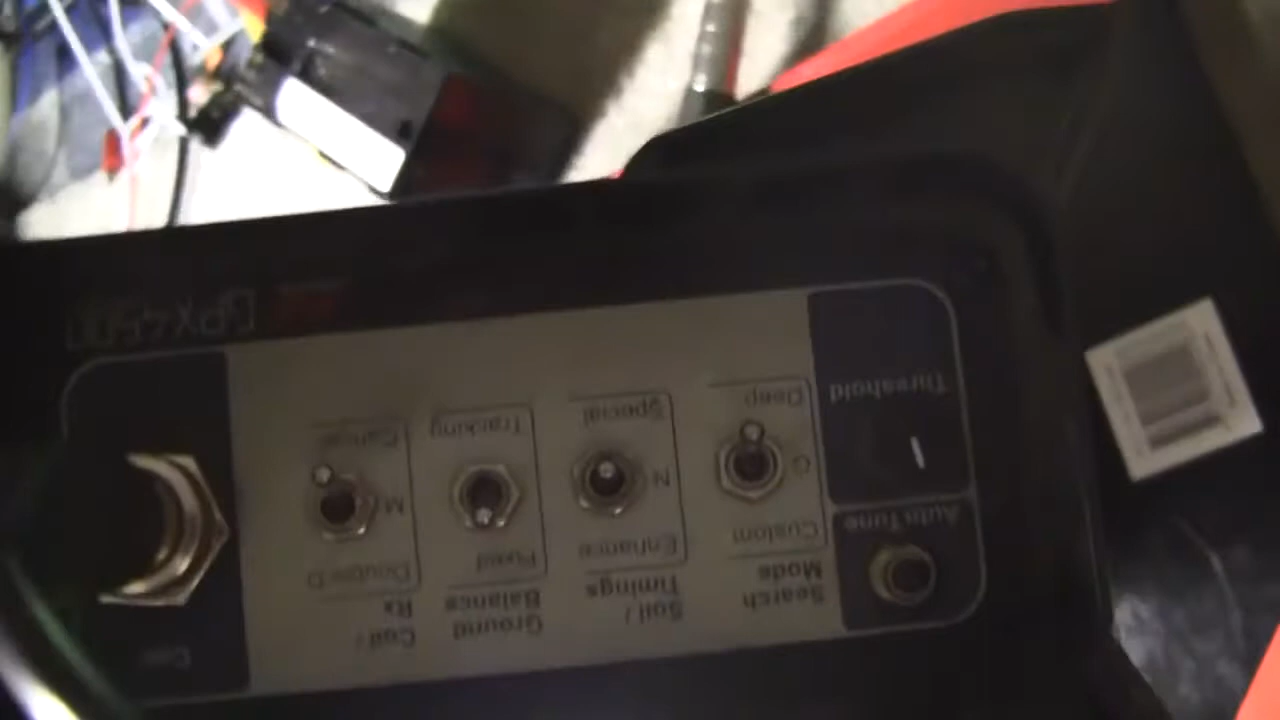 Auto Tune
Threshold
Search
Mode
Custom
G
Deep
Soil /
Timings
Enhance
N
Special
Ground
Balance
Fixed
Tracking
Coil /
Rx
Double D
M
Cancel
Coil
GPX4500